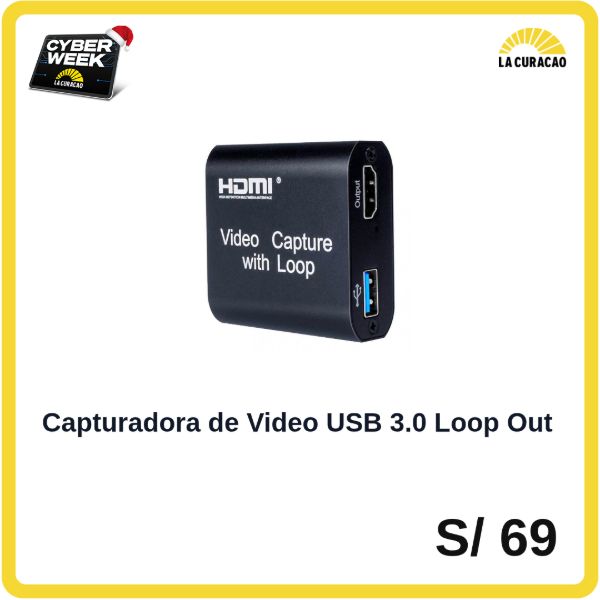 CYBER
WEEK
LA CURACAO
LA CURACAO
HDMI®
Output
Video Capture
with Loop
Capturadora de Video USB 3.0 Loop Out
S/ 69